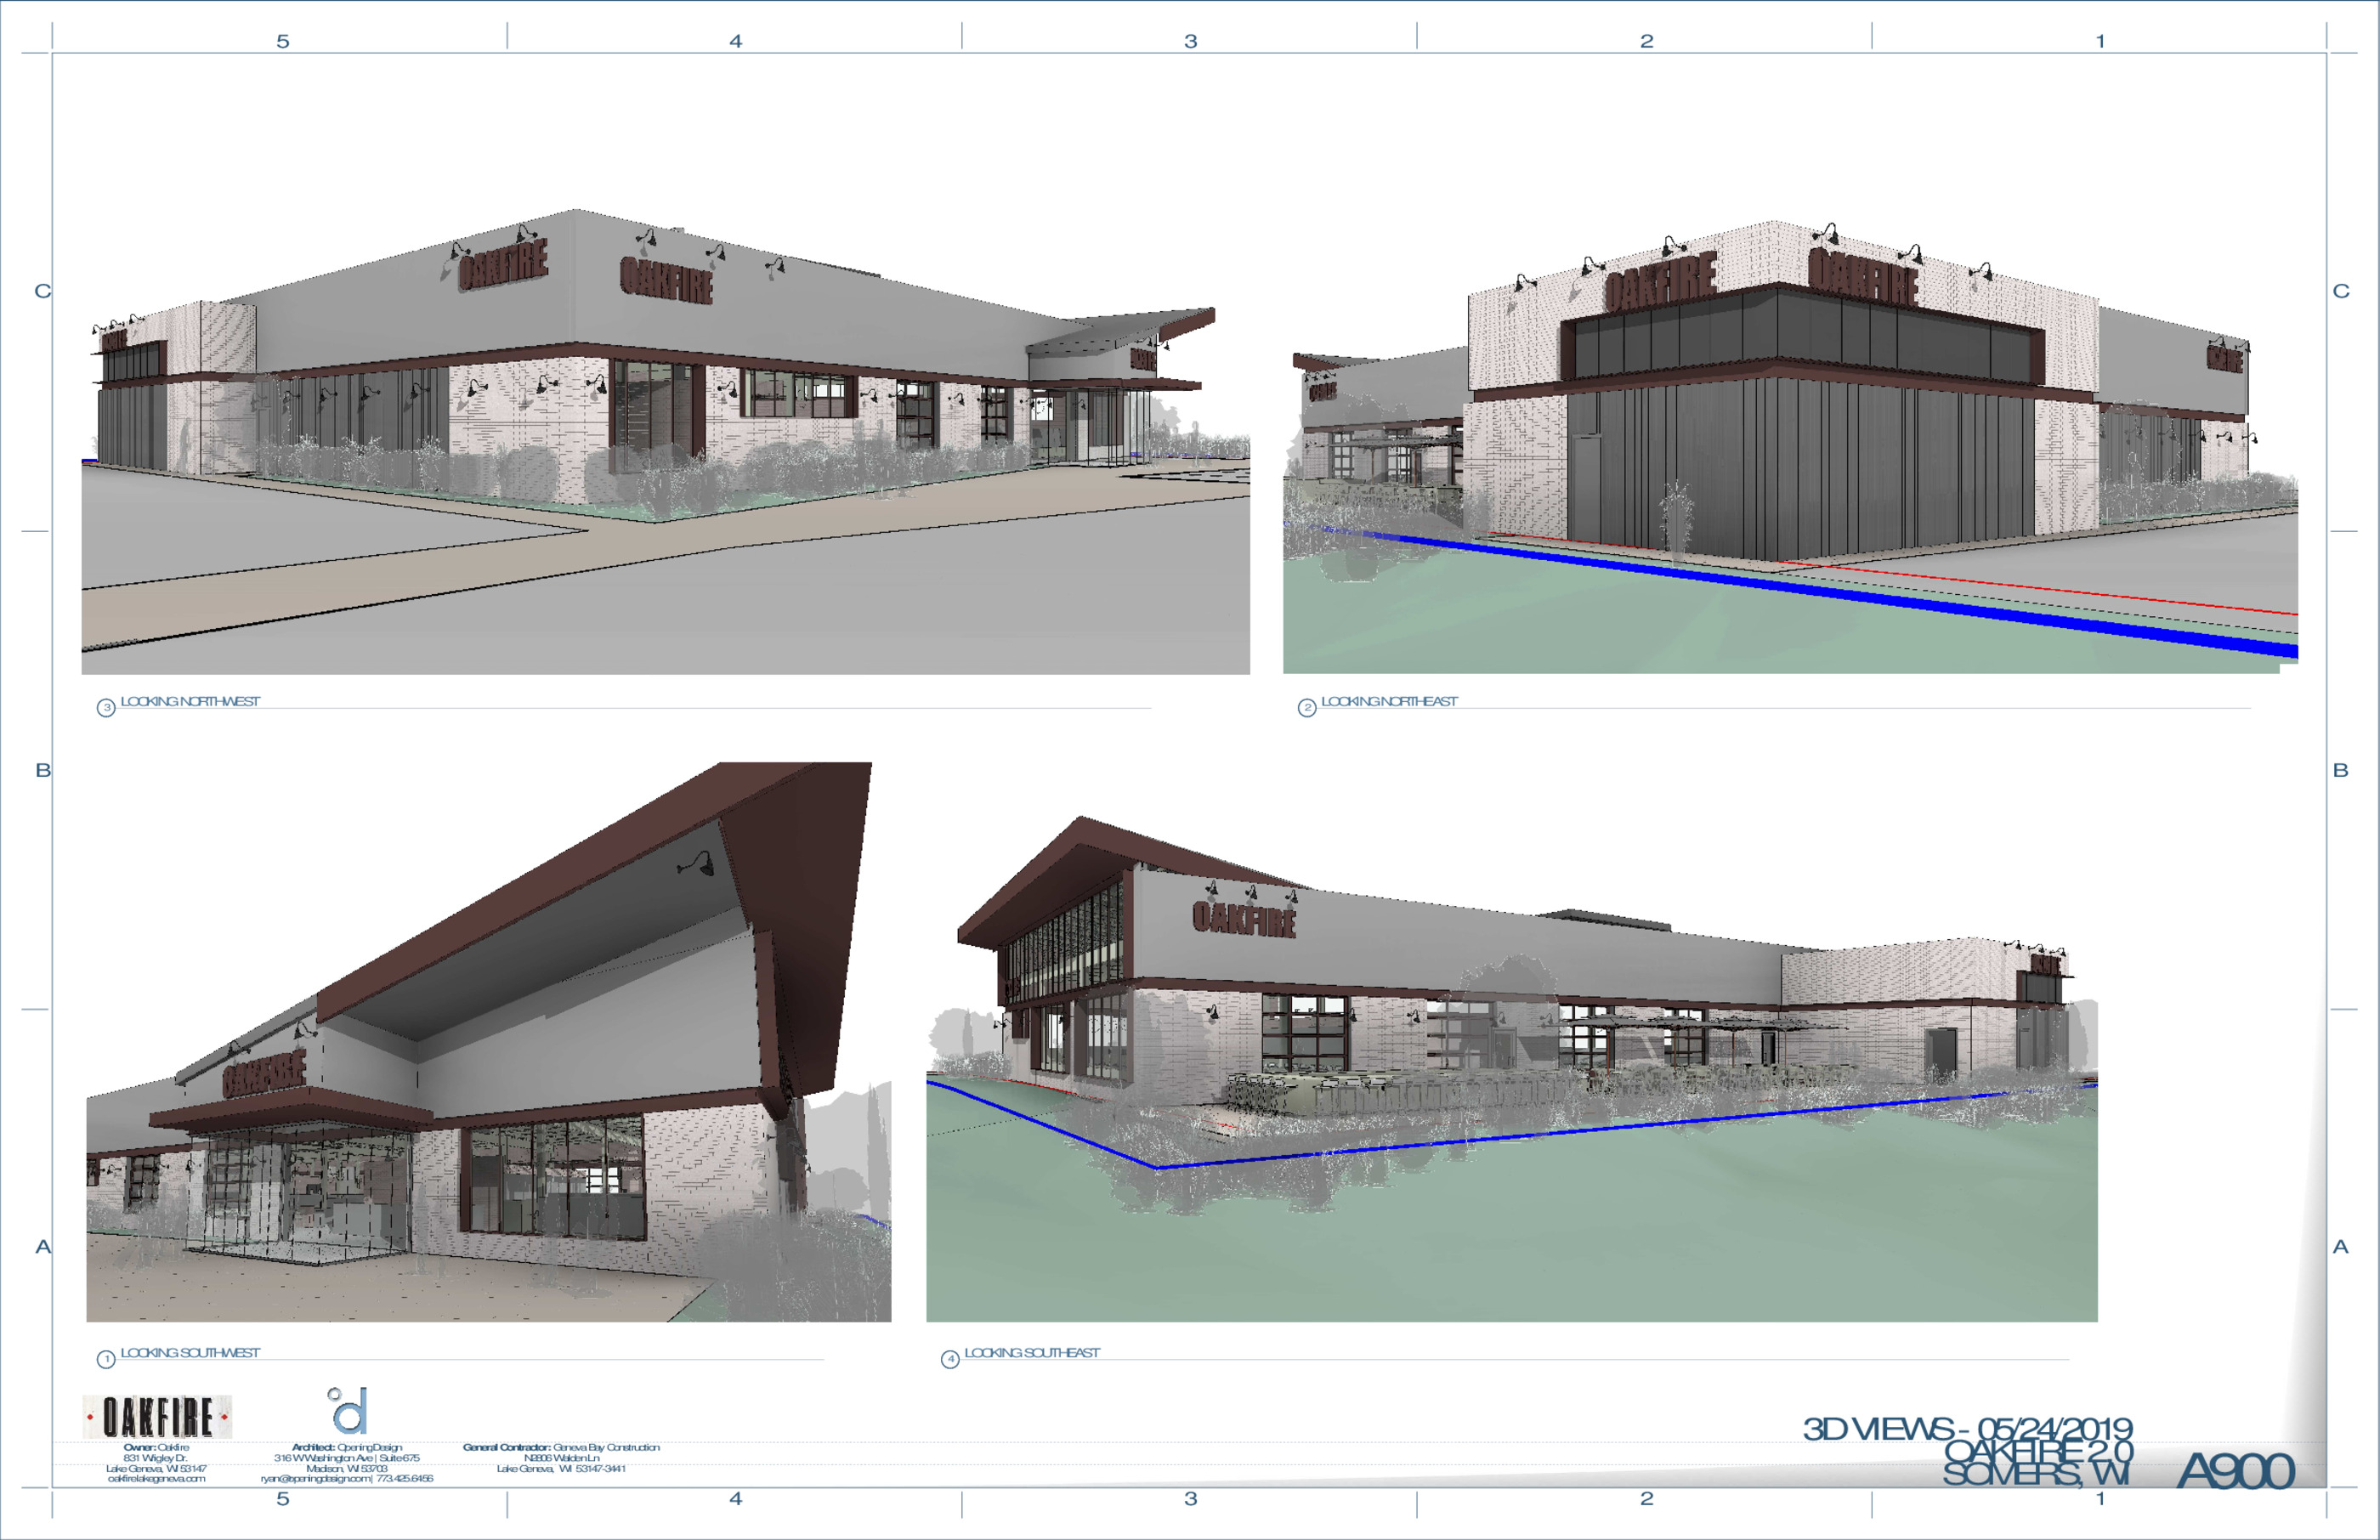 5 4 3 2 1
C C
OAKFIRE OAKFIRE
OAKFIRE OAKFIRE
3 LOOKING NORTHWEST
2 LOOKING NORTHEAST
B B
OAKFIRE
OAKFIRE
A A
1 LOOKING SOUTHWEST
4 LOOKING SOUTHEAST
OAKFIRE
d
Owner: Oakfire
831 Wrigley Dr.
Lake Geneva, WI 53147
oakfirelakegeneva.com
Architect: OpeningDesign
316 W Washington Ave | Suite 675
Madison, WI 53703
ryan@openingdesign.com | 773.425.6456
General Contractor: Geneva Bay Construction
Walden Ln
Lake Geneva, WI 53147-3441
3D VIEWS - 05/24/2019
OAKFIRE 2.0
SOMERS, WI
A900
5 4 3 2 1